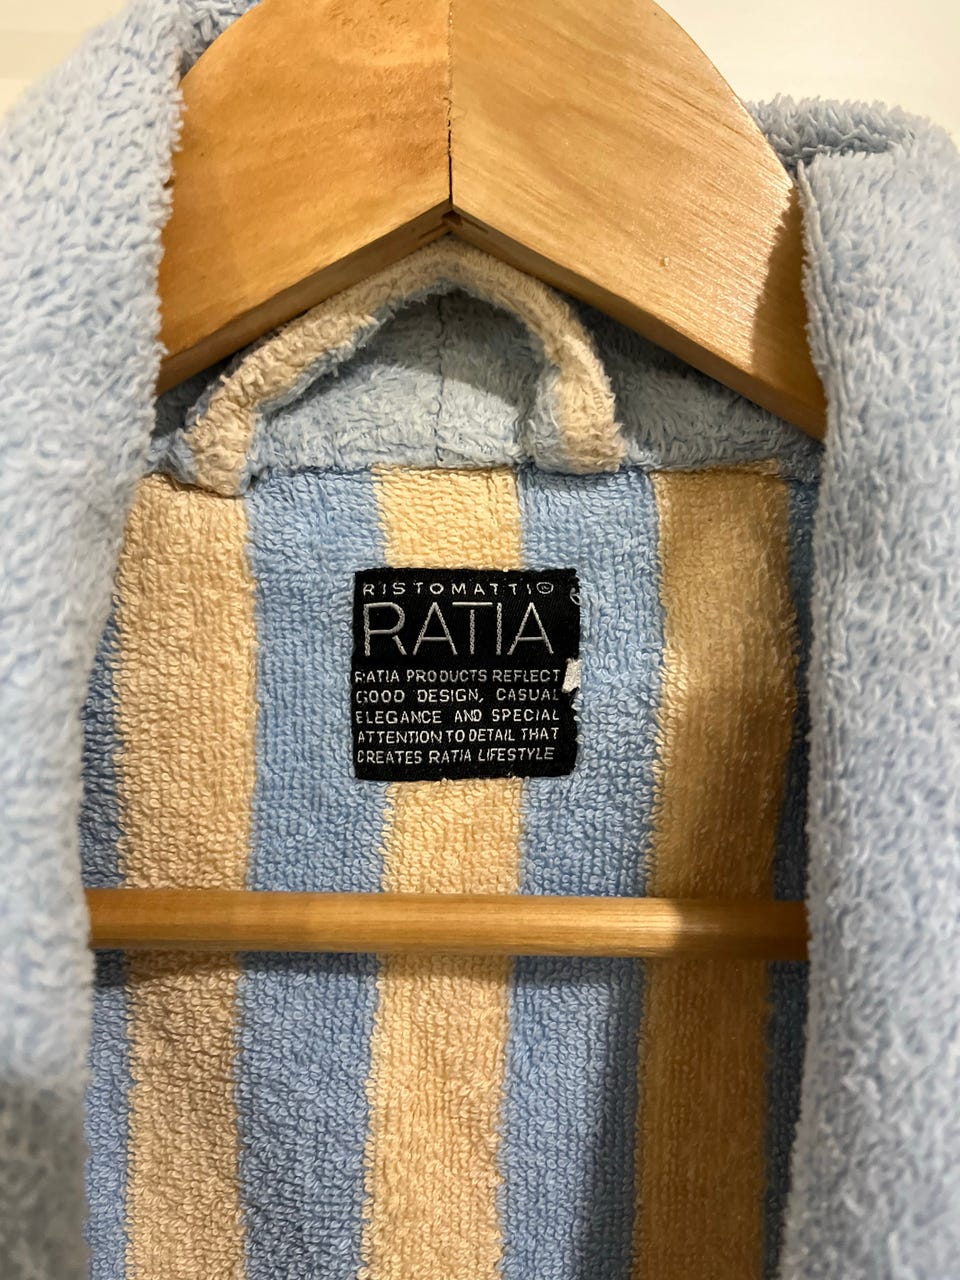 RISTOMATTI®
RATIA
RATIA PRODUCTS REFLECT
GOOD DESIGN, CASUAL
ELEGANCE AND SPECIAL
ATTENTION TO DETAIL THAT
CREATES RATIA LIFESTYLE